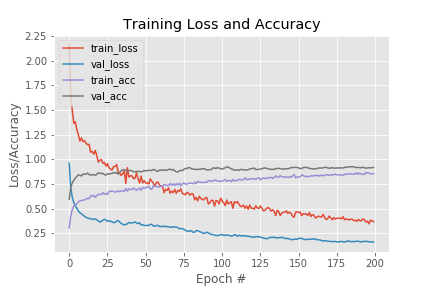 Training Loss and Accuracy
2.25
2.00
1.75
1.50
1.25
1.00
0.75
0.50
0.25
Loss/Accuracy
train_loss
val_loss
train_acc
val_acc
0 25 50 75 100 125 150 175 200
Epoch #